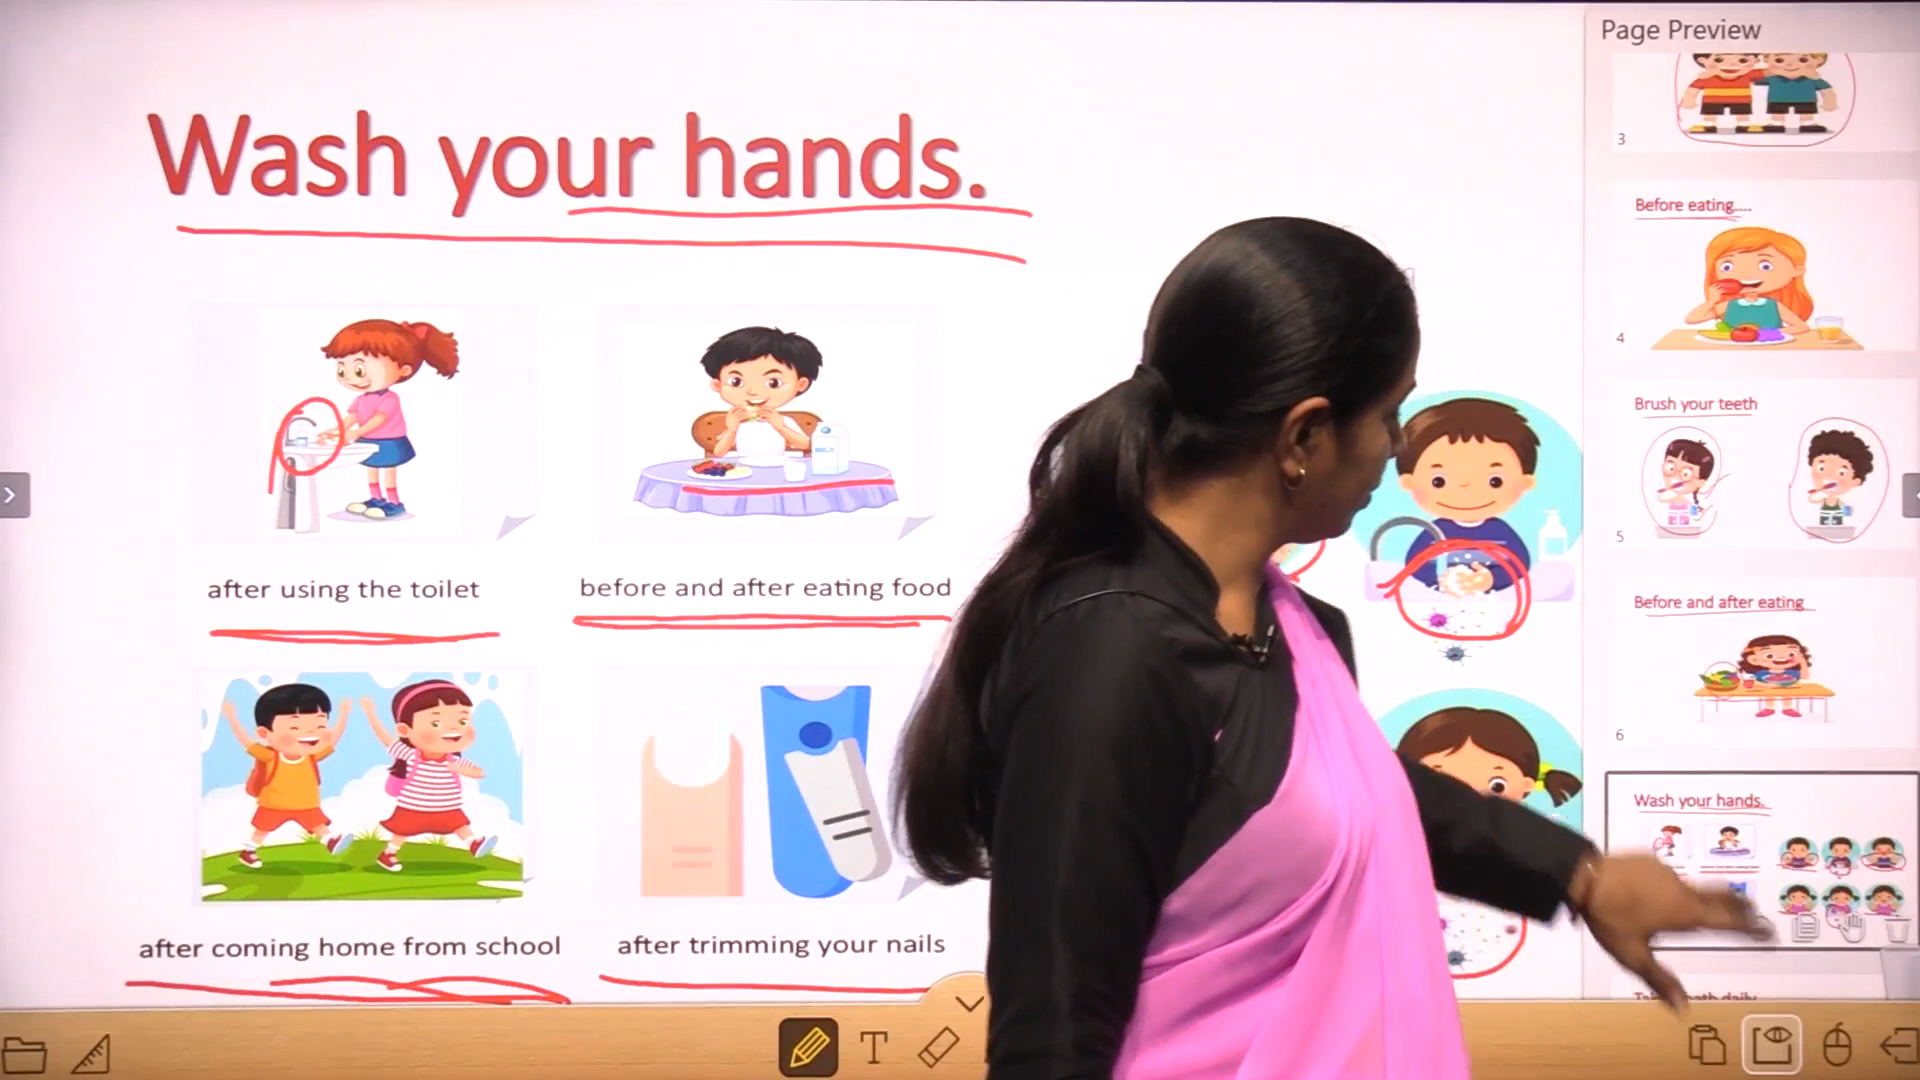 Wash your hands.
after using the toilet
before and after eating food
after coming home from school
after trimming your nails
Page Preview
3
Before eating....
4
Brush your teeth
5
Before and after eating
6
Wash your hands.
T